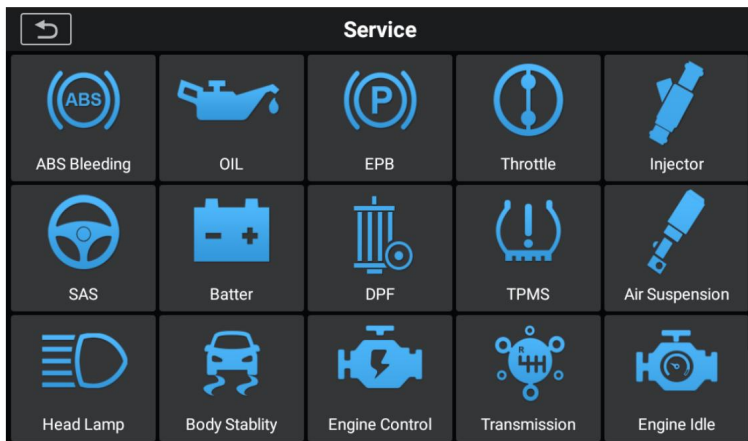 Service
ABS
P
ABS Bleeding
OIL
EPB
Throttle
Injector
SAS
Batter
DPF
TPMS
Air Suspension
R
Head Lamp
Body Stablity
Engine Control
Transmission
Engine Idle